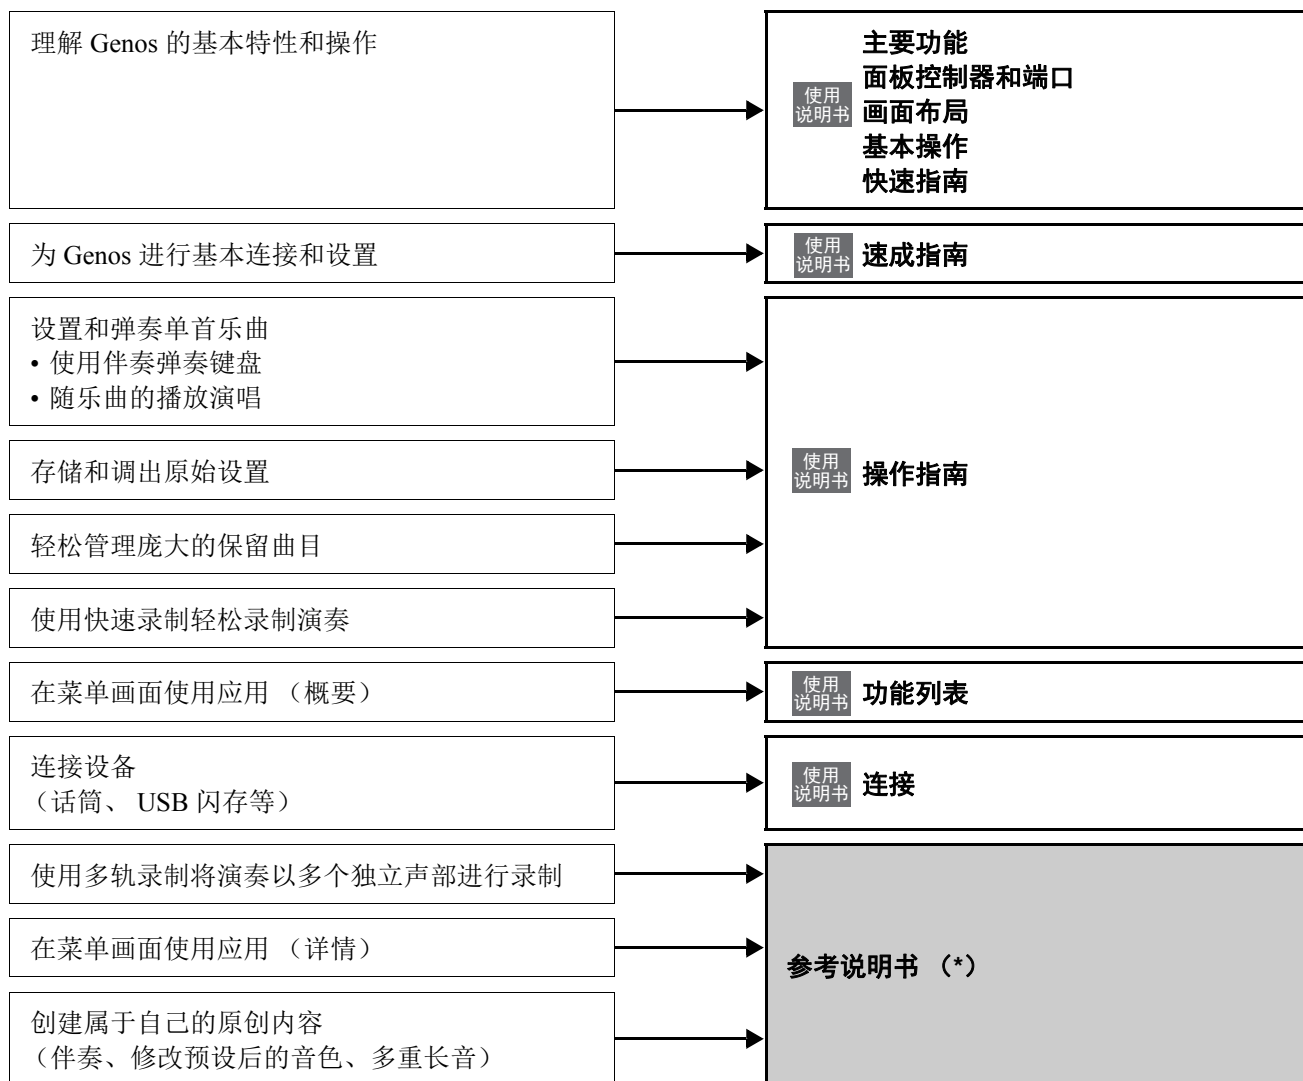 理解 Genos 的基本特性和操作
使用
说明书
主要功能
面板控制器和端口
画面布局
基本操作
快速指南
为 Genos 进行基本连接和设置
使用
说明书
速成指南
设置和弹奏单首乐曲
• 使用伴奏弹奏键盘
• 随乐曲的播放演唱
存储和调出原始设置
轻松管理庞大的保留曲目
使用快速录制轻松录制演奏
使用
说明书
操作指南
在菜单画面使用应用 （概要）
使用
说明书
功能列表
连接设备
（话筒、 USB 闪存等）
使用
说明书
连接
使用多轨录制将演奏以多个独立声部进行录制
在菜单画面使用应用 （详情）
创建属于自己的原创内容
（伴奏、修改预设后的音色、多重长音）
参考说明书 （*）